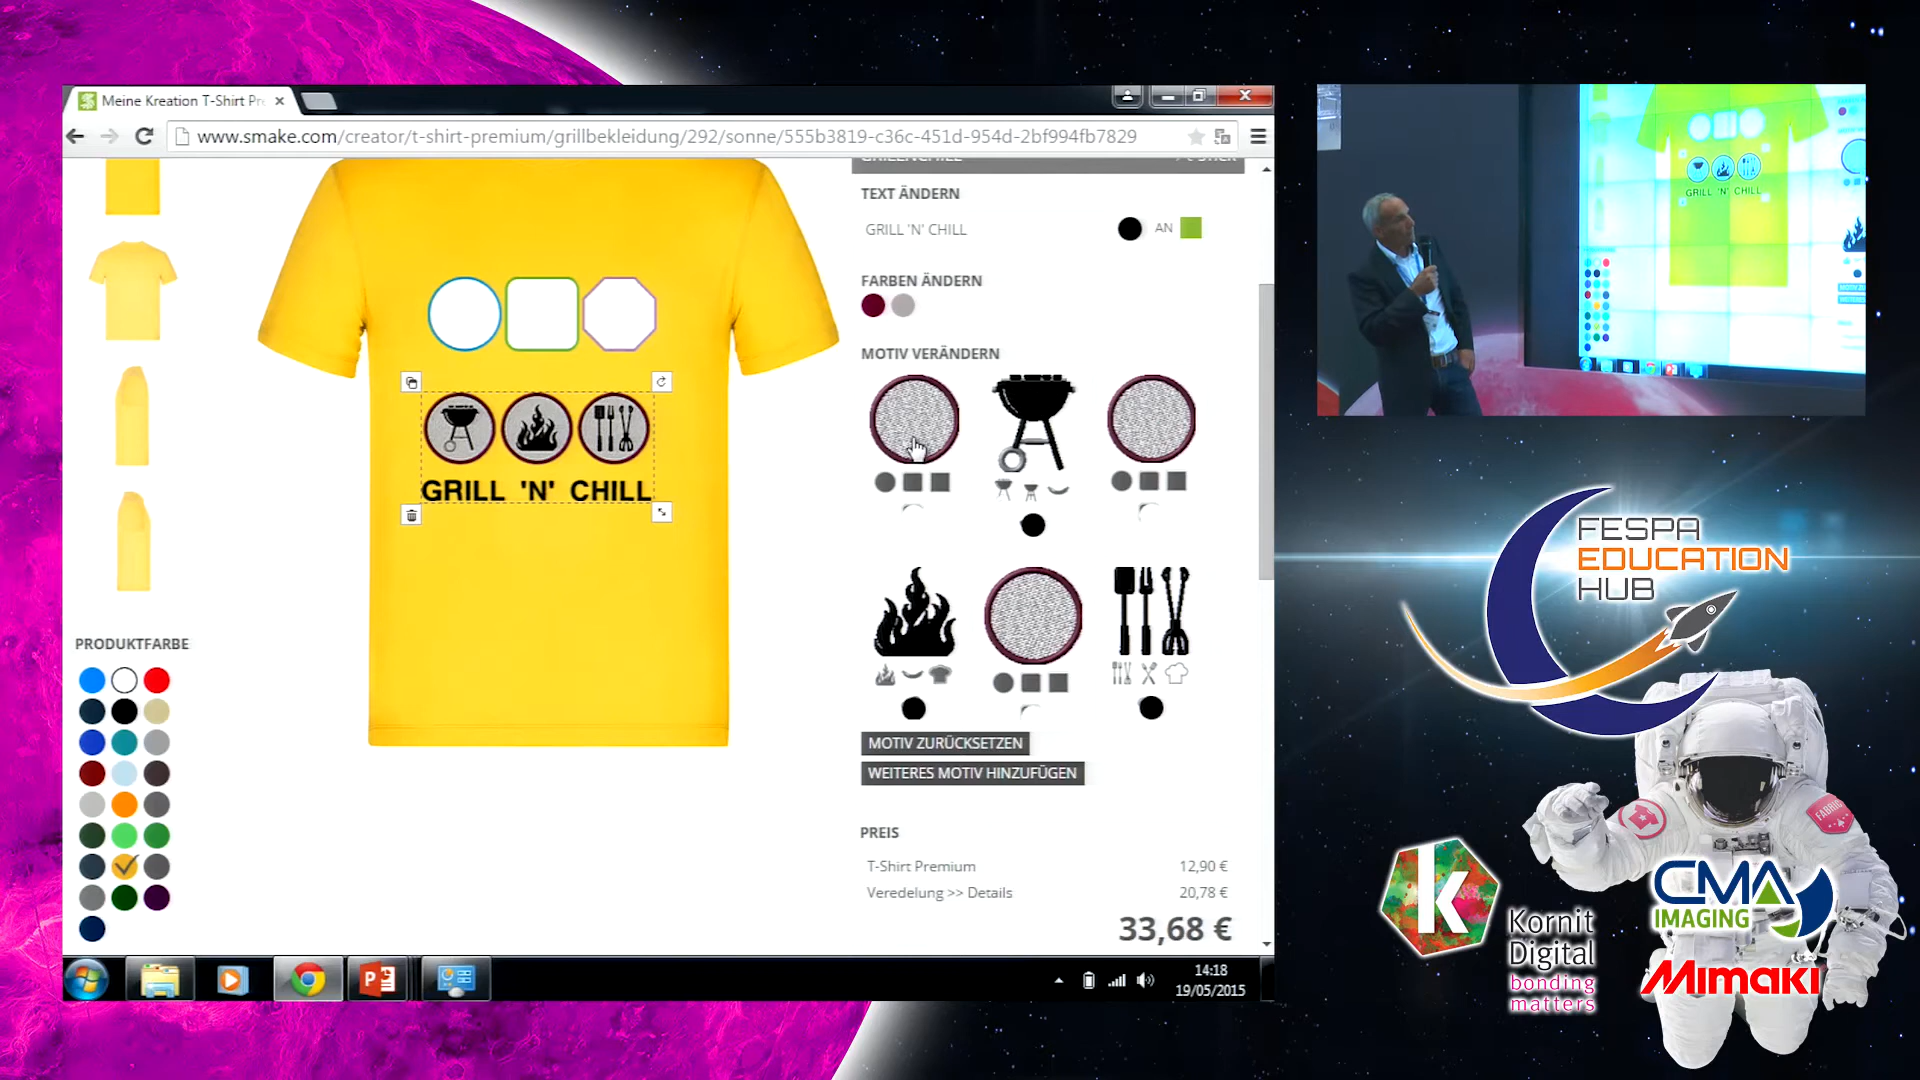 Meine Kreation T-Shirt Pr
www.smake.com/creator/t-shirt-premium/grillbekleidung/292/sonne/555b3819-c36c-451d-954d-2bf994fb7829
TEXT ÄNDERN
GRILL 'N' CHILL
AN
FARBEN ÄNDERN
MOTIV VERÄNDERN
GRILL 'N' CHILL
MOTIV ZURÜCKSETZEN
WEITERES MOTIV HINZUFÜGEN
PRODUKTFARBE
PREIS
T-Shirt Premium 12,90 €
Veredelung >> Details 20,78 €
33,68 €
14:18
19/05/2015
GRILL 'N' CHILL
FESPA
EDUCATION
HUB
FABRIC
K
Kornit
Digital
bonding
matters
CMA
IMAGING
Mimaki